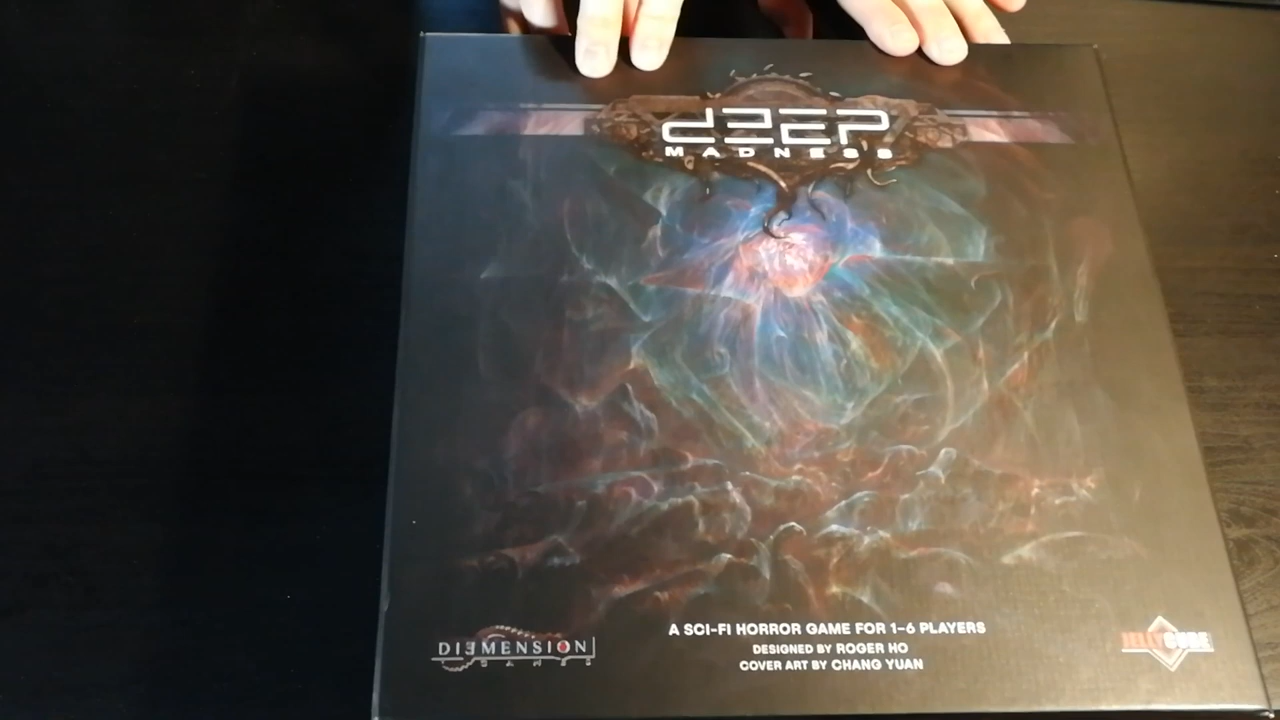 DEEP
MADNESS
A SCI-FI HORROR GAME FOR 1-6 PLAYERS
DESIGNED BY ROGER HO
COVER ART BY CHANG YUAN
DIEMENSION
GAMES
JELLYCUBE